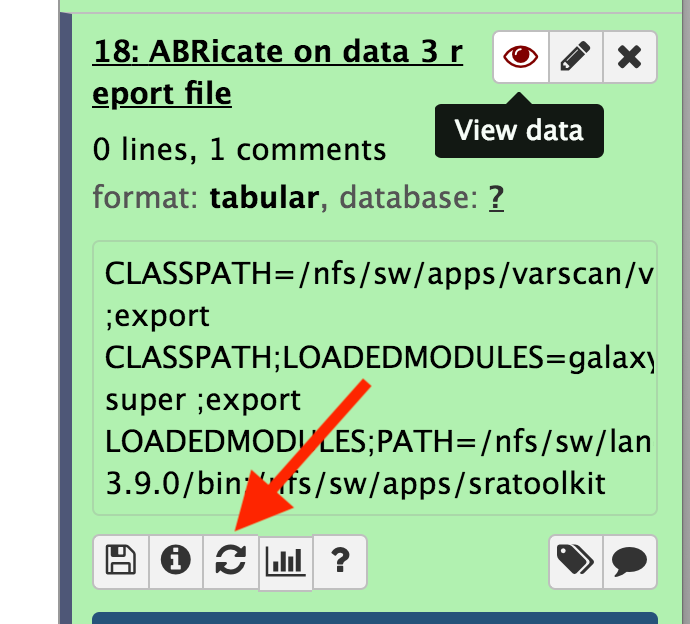 18: ABRicate on data 3 r
eport file
View data
0 lines, 1 comments
format: tabular, database: ?
CLASSPATH=/nfs/sw/apps/varscan/v
;export
CLASSPATH;LOADEDMODULES=galaxy
super ;export
LOADEDMODULES;PATH=/nfs/sw/lan
3.9.0/bin:/nfs/sw/apps/sratoolkit
?